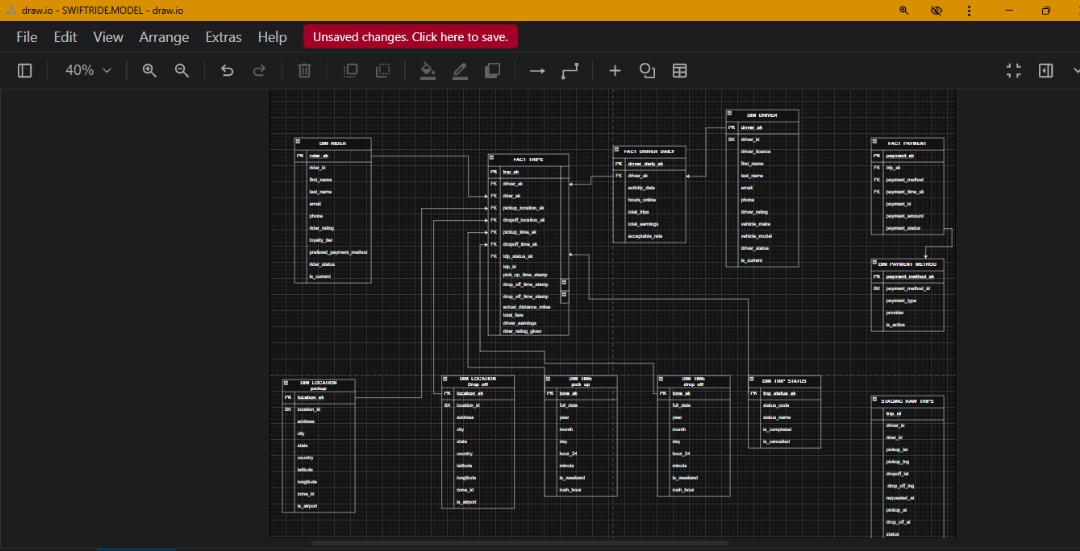 draw.io - SWIFTRIDE.MODEL - draw.io
File Edit View Arrange Extras Help Unsaved changes. Click here to save.
40%
DIM RIDER
PK rider_sk
rider_id
first_name
last_name
email
phone
rider_rating
loyalty_tier
preferred_payment_method
rider_status
is_current
FACT TRIPS
PK trip_sk
FK driver_sk
FK rider_sk
FK pickup_location_sk
FK dropoff_location_sk
FK pickup_time_sk
FK dropoff_time_sk
FK trip_status_sk
trip_id
pick_up_time_stamp
drop_off_time_stamp
drop_off_time_stamp
actual_distance_miles
total_fare
driver_earnings
rider_rating_given
FACT DRIVER DAILY
PK driver_daily_sk
FK driver_sk
activity_date
hours_online
total_trips
total_earnings
acceptable_rate
DIM DRIVER
PK driver_sk
driver_id
driver_licence
first_name
last_name
email
phone
driver_rating
vehicle_make
vehicle_model
driver_status
is_current
FACT PAYMENT
PK payment_sk
FK trip_sk
FK payment_method
FK payment_time_sk
payment_id
payment_amount
payment_status
DIM PAYMENT METHOD
PK payment_method_sk
payment_method_id
payment_type
provider
is_active
DIM LOCATION
pickup
PK location_sk
location_id
address
city
state
country
latitude
longitude
zone_id
is_airport
DIM LOCATION
Drop off
PK location_sk
location_id
address
city
state
country
latitude
longitude
zone_id
is_airport
DIM TIME
pick up
PK time_sk
full_date
year
month
day
hour_24
minute
is_weekend
rush_hour
DIM TIME
drop off
PK time_sk
full_date
year
month
day
hour_24
minute
is_weekend
rush_hour
DIM TRIP STATUS
PK trip_status_sk
status_code
status_name
is_completed
is_cancelled
STAGING RAW TRIPS
trip_id
driver_id
rider_id
pickup_lat
pickup_lng
dropoff_lat
drop_off_lng
requested_at
pickup_at
drop_off_at
status